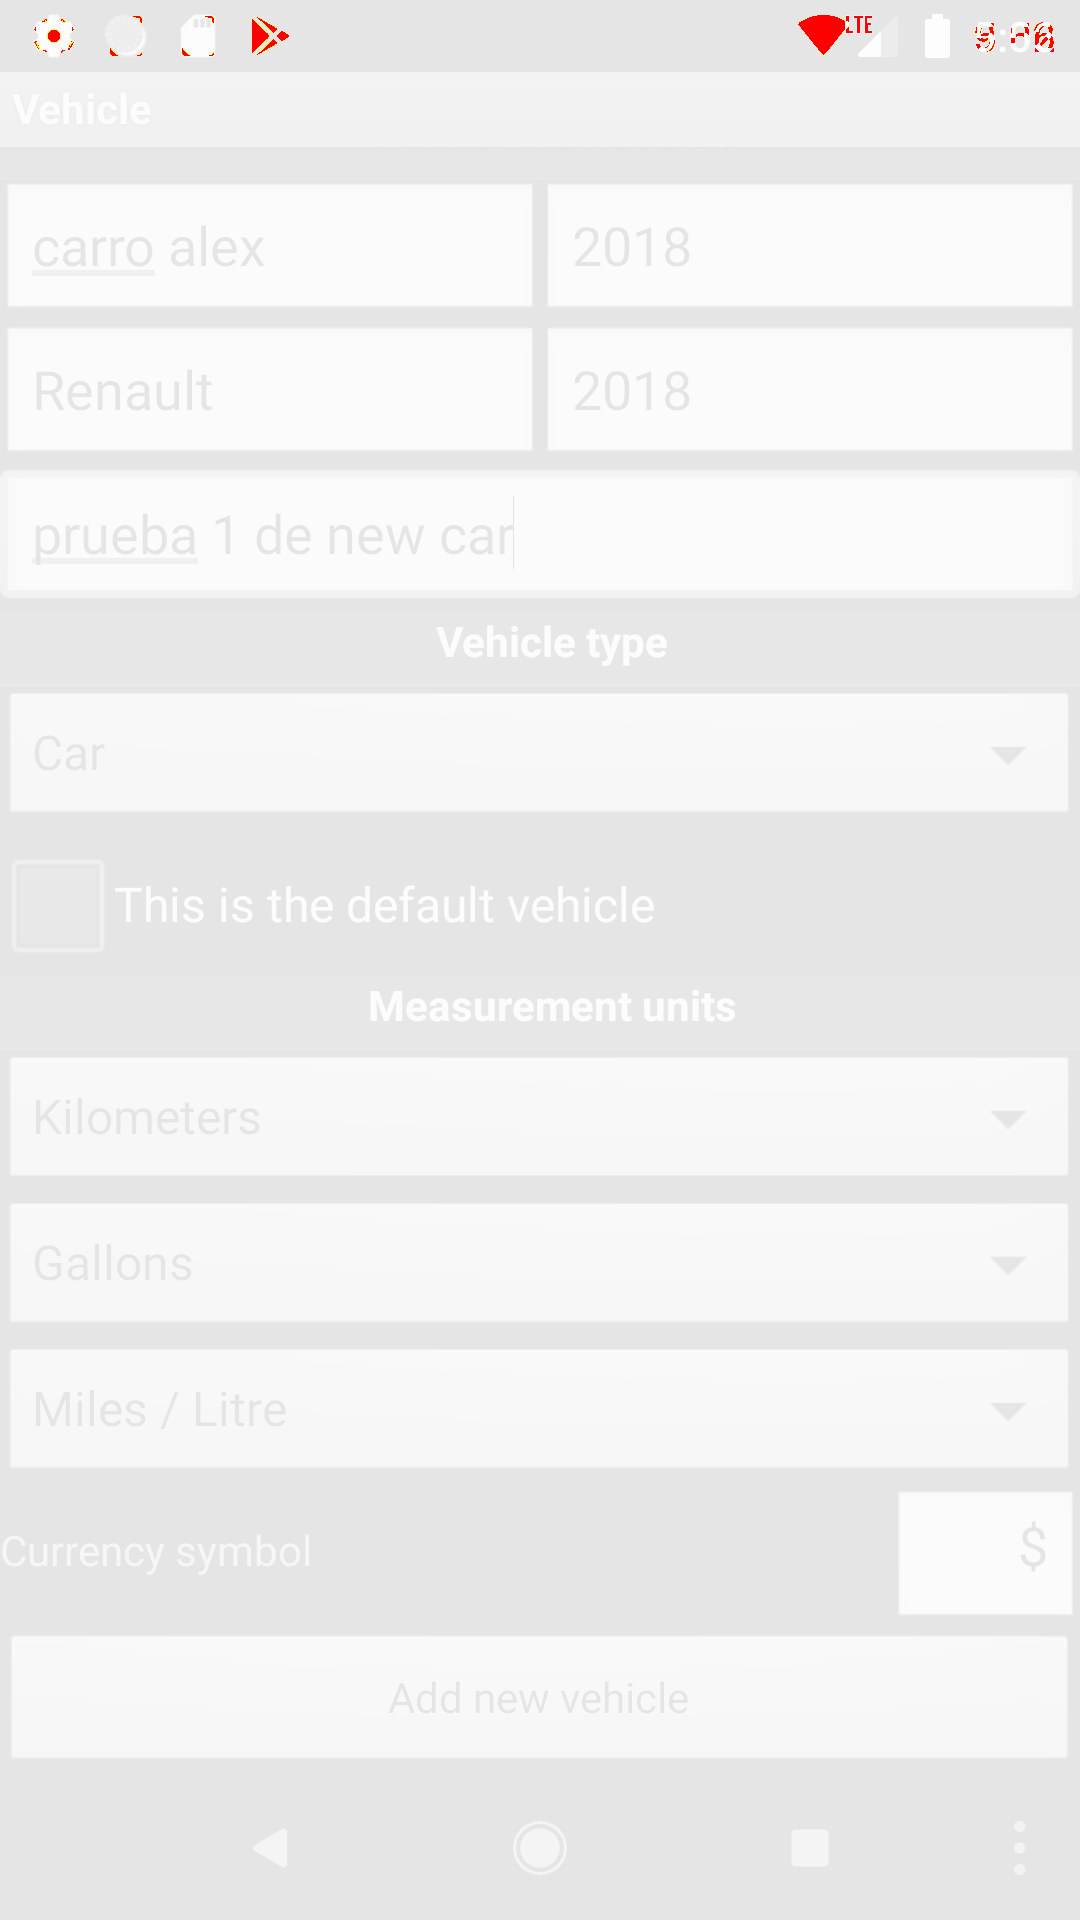 LTE
Vehicle
carro alex
2018
Renault
2018
prueba 1 de new car
Vehicle type
Car
This is the default vehicle
Measurement units
Kilometers
Gallons
Miles / Litre
Currency symbol
$
Add new vehicle